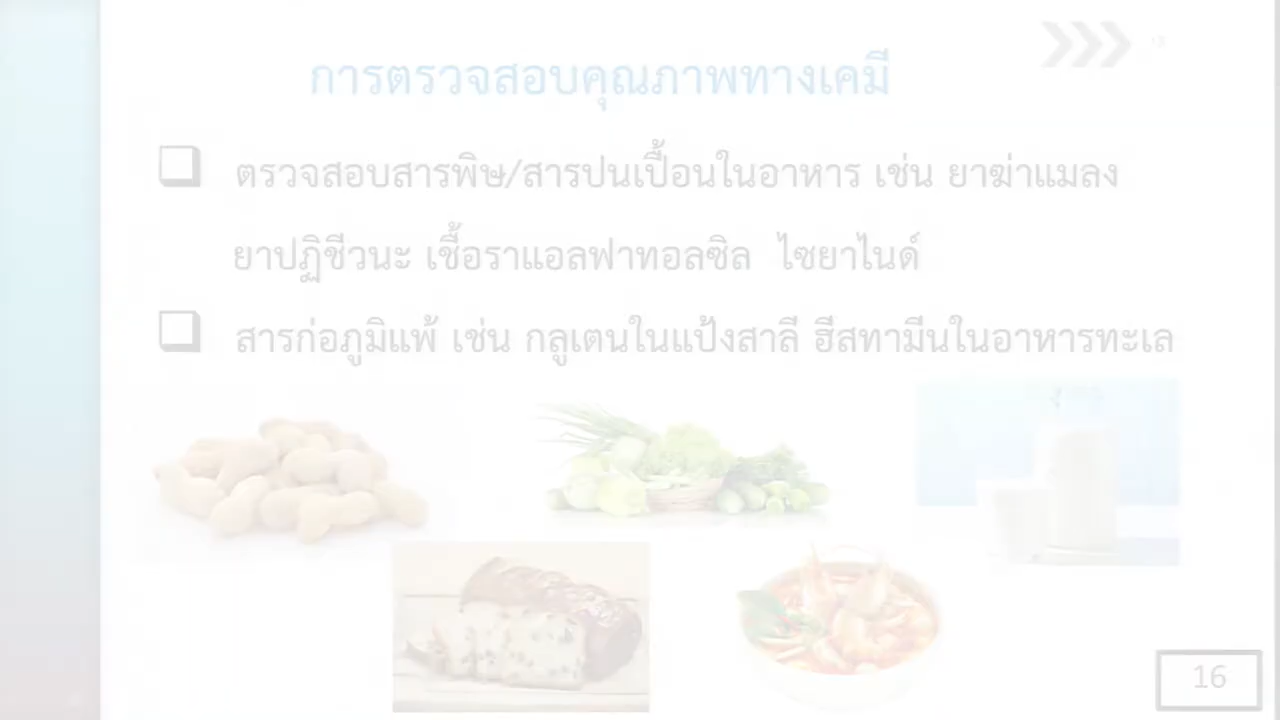 การตรวจสอบคุณภาพทางเคมี
ตรวจสอบสารพิษ/สารปนเปื้อนในอาหาร เช่น ยาฆ่าแมลง
ยาปฏิชีวนะ เชื้อราแอลฟาทอลซิล ไซยาไนด์
สารก่อภูมิแพ้ เช่น กลูเตนในแป้งสาลี ฮีสทามีนในอาหารทะเล
16